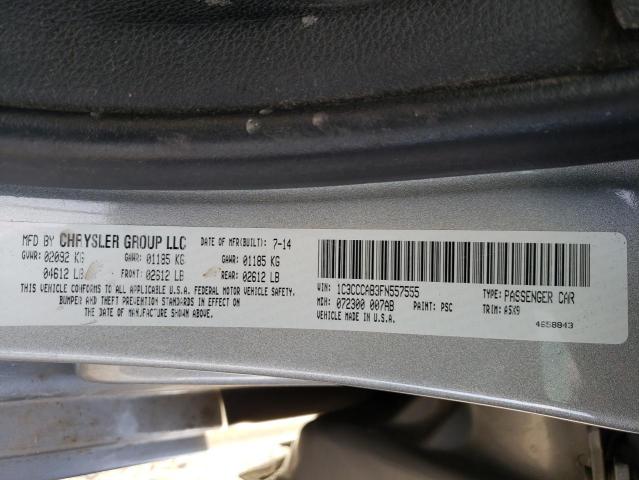 MFD BY CHRYSLER GROUP LLC DATE OF MFR(BUILT): 7-14
GVWR: 02092 KG GAWR: 01185 KG GAWR: 01185 KG
04612 LB FRONT: 02612 LB REAR: 02612 LB
THIS VEHICLE CONFORMS TO ALL APPLICABLE U.S.A. FEDERAL MOTOR VEHICLE SAFETY,
BUMPER AND THEFT PREVENTION STANDARDS IN EFFECT ON
THE DATE OF MANUFACTURE SHOWN ABOVE.
VIN: 1C3CCCAB3FN557555 TYPE: PASSENGER CAR
MDH: 072300 007AB PAINT: PSC TRIM: A5X9
VEHICLE MADE IN U.S.A. 4658843